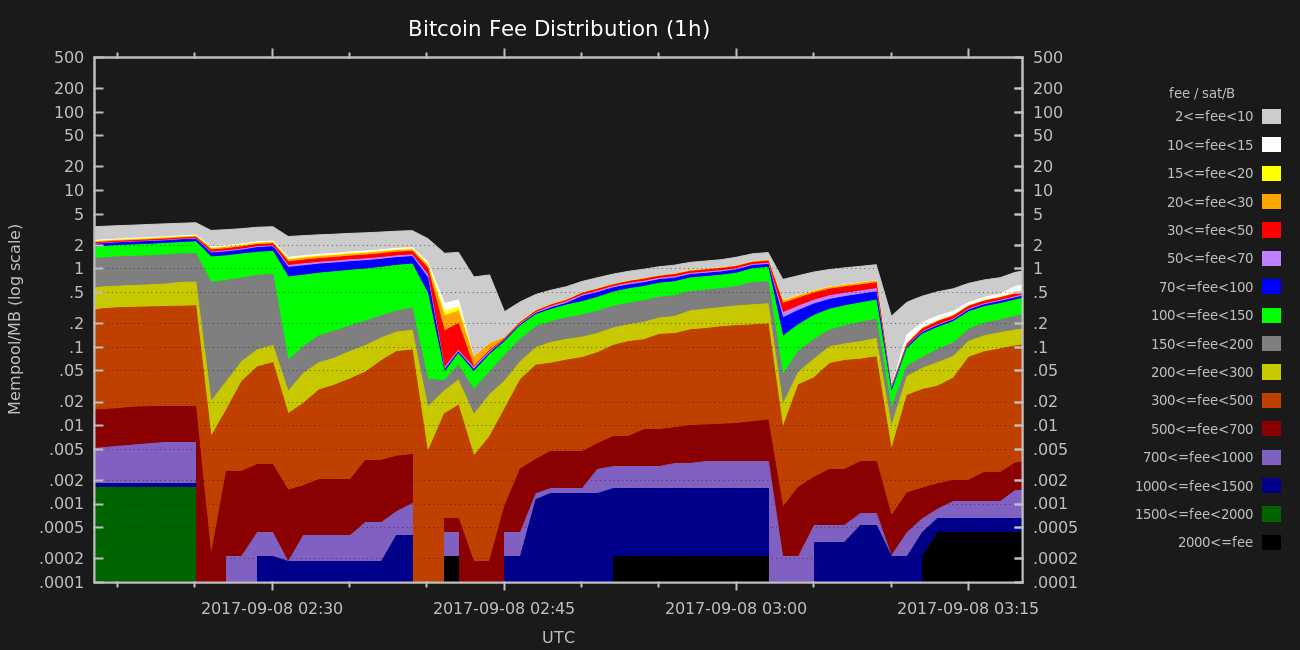 Bitcoin Fee Distribution (1h)
500 500
200 200
100 100
50 50
20 20
10 10
5 5
2 2
1 1
.5 .5
.2 .2
.1 .1
.05 .05
.02 .02
.01 .01
.005 .005
.002 .002
.001 .001
.0005 .0005
.0002 .0002
.0001 .0001
Mempool/MB (log scale)
2017-09-08 02:30 2017-09-08 02:45 2017-09-08 03:00 2017-09-08 03:15
UTC
fee / sat/B
2<=fee<10
10<=fee<15
15<=fee<20
20<=fee<30
30<=fee<50
50<=fee<70
70<=fee<100
100<=fee<150
150<=fee<200
200<=fee<300
300<=fee<500
500<=fee<700
700<=fee<1000
1000<=fee<1500
1500<=fee<2000
2000<=fee